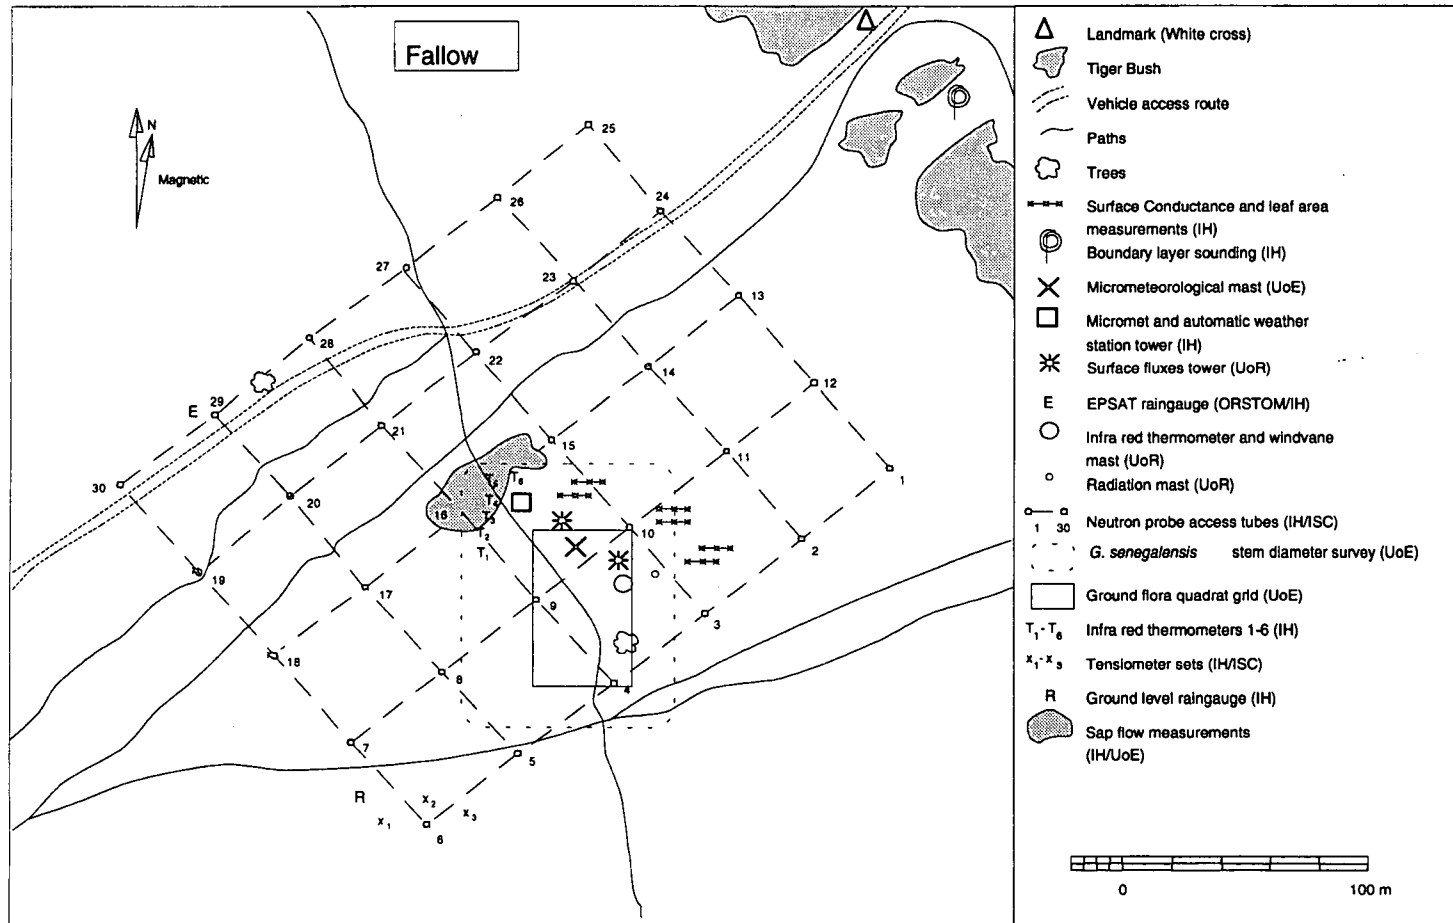 Fallow
N
Magnetic
25
26
24
27
23
13
28
22
14
12
29
E
21
15
11
1
30
20
T5 T6
T4
16
T3
10
T2
T1
2
19
17
9
3
18
8
4
7
5
R
x2
x1
x3
6
Landmark (White cross)
Tiger Bush
Vehicle access route
Paths
Trees
Surface Conductance and leaf area
measurements (IH)
Boundary layer sounding (IH)
Micrometeorological mast (UoE)
Micromet and automatic weather
station tower (IH)
Surface fluxes tower (UoR)
E EPSAT raingauge (ORSTOM/IH)
Infra red thermometer and windvane
mast (UoR)
Radiation mast (UoR)
1 30 Neutron probe access tubes (IH/ISC)
G. senegalensis stem diameter survey (UoE)
Ground flora quadrat grid (UoE)
T1 - T6 Infra red thermometers 1-6 (IH)
x1 - x3 Tensiometer sets (IH/ISC)
R Ground level raingauge (IH)
Sap flow measurements
(IH/UoE)
0 100 m